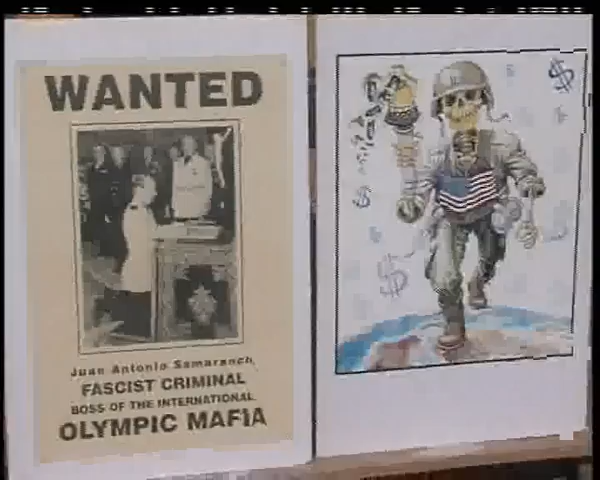 WANTED
Juan Antonio Samaranch,
FASCIST CRIMINAL
BOSS OF THE INTERNATIONAL
OLYMPIC MAFIA
$
$
$